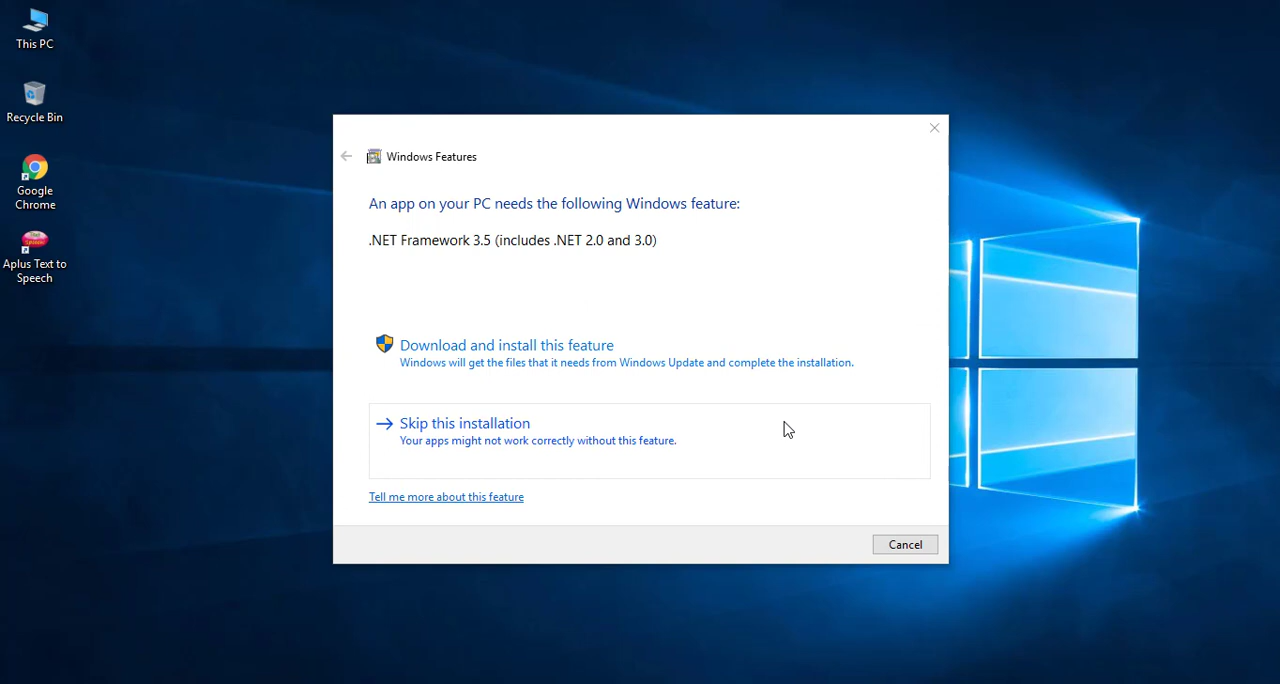 This PC
Recycle Bin
Google
Chrome
Aplus Text to
Speech
Windows Features
An app on your PC needs the following Windows feature:
.NET Framework 3.5 (includes .NET 2.0 and 3.0)
Download and install this feature
Windows will get the files that it needs from Windows Update and complete the installation.
Skip this installation
Your apps might not work correctly without this feature.
Tell me more about this feature
Cancel